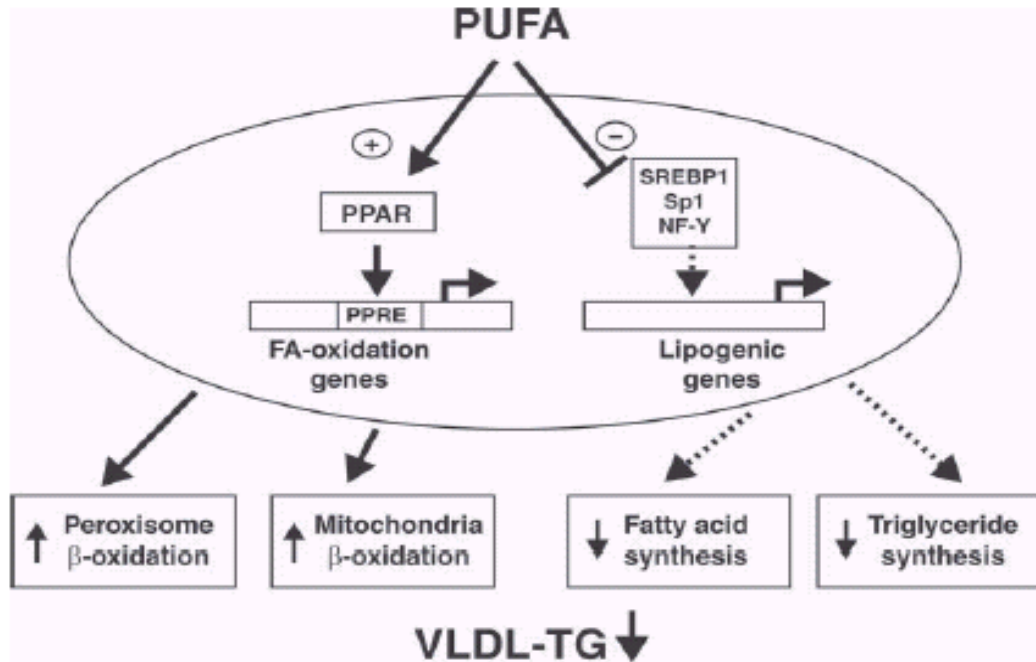 PUFA
+
−
PPAR
SREBP1
Sp1
NF-Y
PPRE
FA-oxidation
genes
Lipogenic
genes
↑ Peroxisome
β-oxidation
↑ Mitochondria
β-oxidation
↓ Fatty acid
synthesis
↓ Triglyceride
synthesis
VLDL-TG ↓